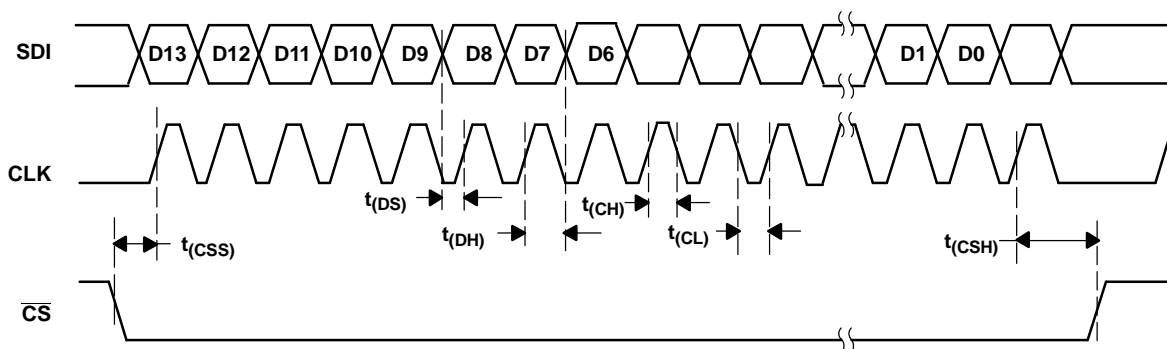 SDI D13 D12 D11 D10 D9 D8 D7 D6 D1 D0
CLK
t(DS)
t(CH)
t(DH)
t(CL)
t(CSS)
t(CSH)
CS